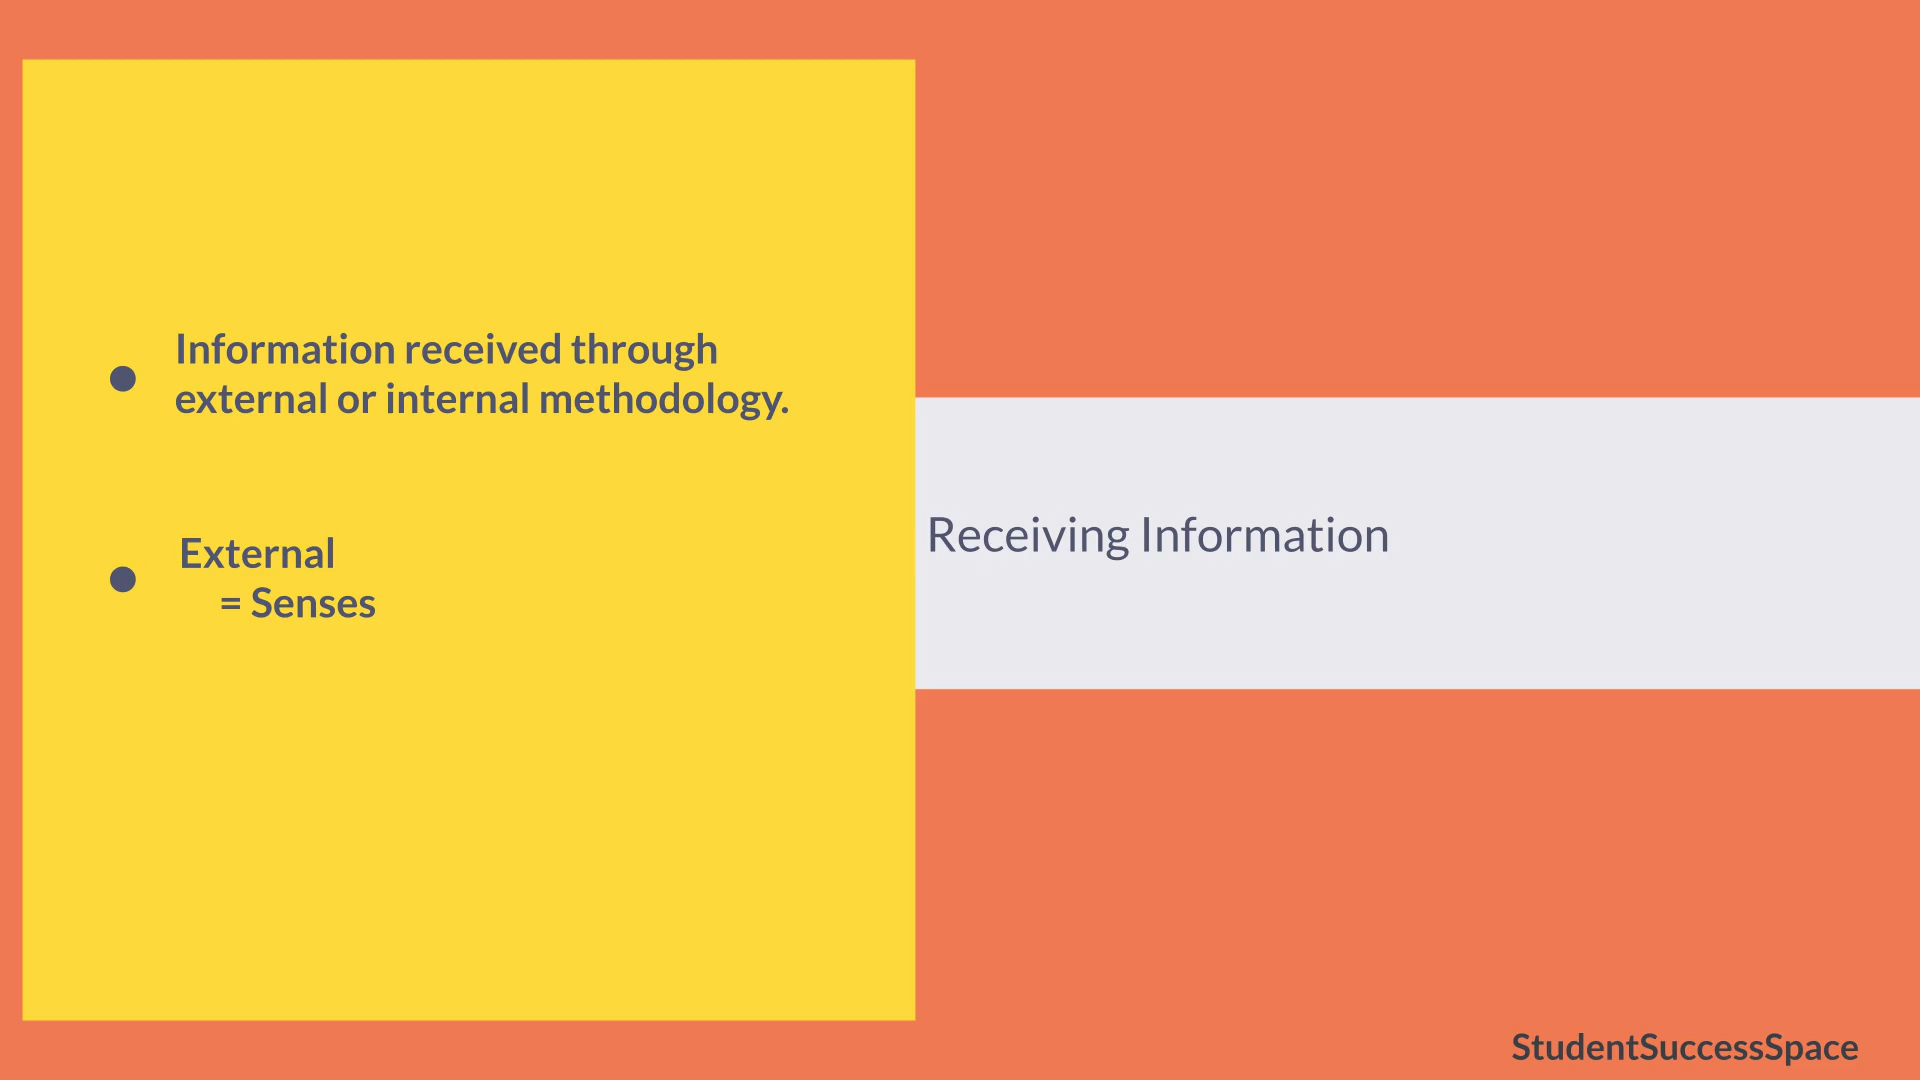 Information received through
external or internal methodology.
External
= Senses
Receiving Information
StudentSuccessSpace